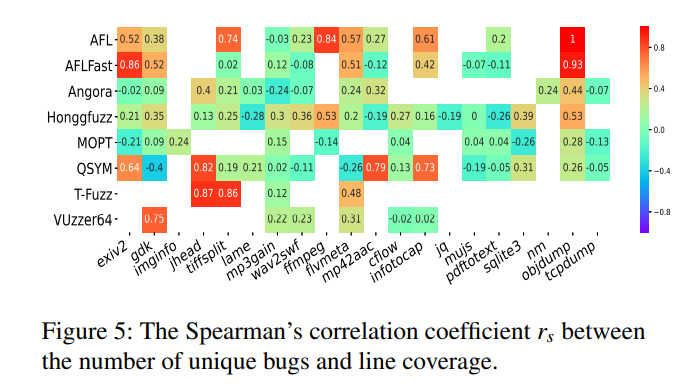 AFL 0.52 0.38 0.74 -0.03 0.23 0.84 0.57 0.27 0.61 0.2 1
AFLFast 0.86 0.52 0.02 0.12 -0.08 0.51 -0.12 0.42 -0.07 -0.11 0.93
Angora -0.02 0.09 0.4 0.21 0.03 -0.24 -0.07 0.24 0.32 0.24 0.44 -0.07
Honggfuzz 0.21 0.35 0.13 0.25 -0.28 0.3 0.36 0.53 0.2 -0.19 0.27 0.16 -0.19 0 -0.26 0.39 0.53
MOPT -0.21 0.09 0.24 0.15 -0.14 0.04 0.04 0.04 -0.26 0.28 -0.13
QSYM 0.64 -0.4 0.82 0.19 0.21 0.02 -0.11 -0.26 0.79 0.13 0.73 -0.19 -0.05 0.31 0.26 -0.05
T-Fuzz 0.87 0.86 0.12 0.48
VUzzer64 0.75 0.22 0.23 0.31 -0.02 0.02
exiv2 gdk imginfo jhead tiffsplit lame mp3gain wav2swf ffmpeg flvmeta mp42aac cflow infotocap jq mujs pdftotext sqlite3 nm objdump tcpdump
0.8
0.4
0.0
−0.4
−0.8
Figure 5: The Spearman's correlation coefficient rs between
the number of unique bugs and line coverage.